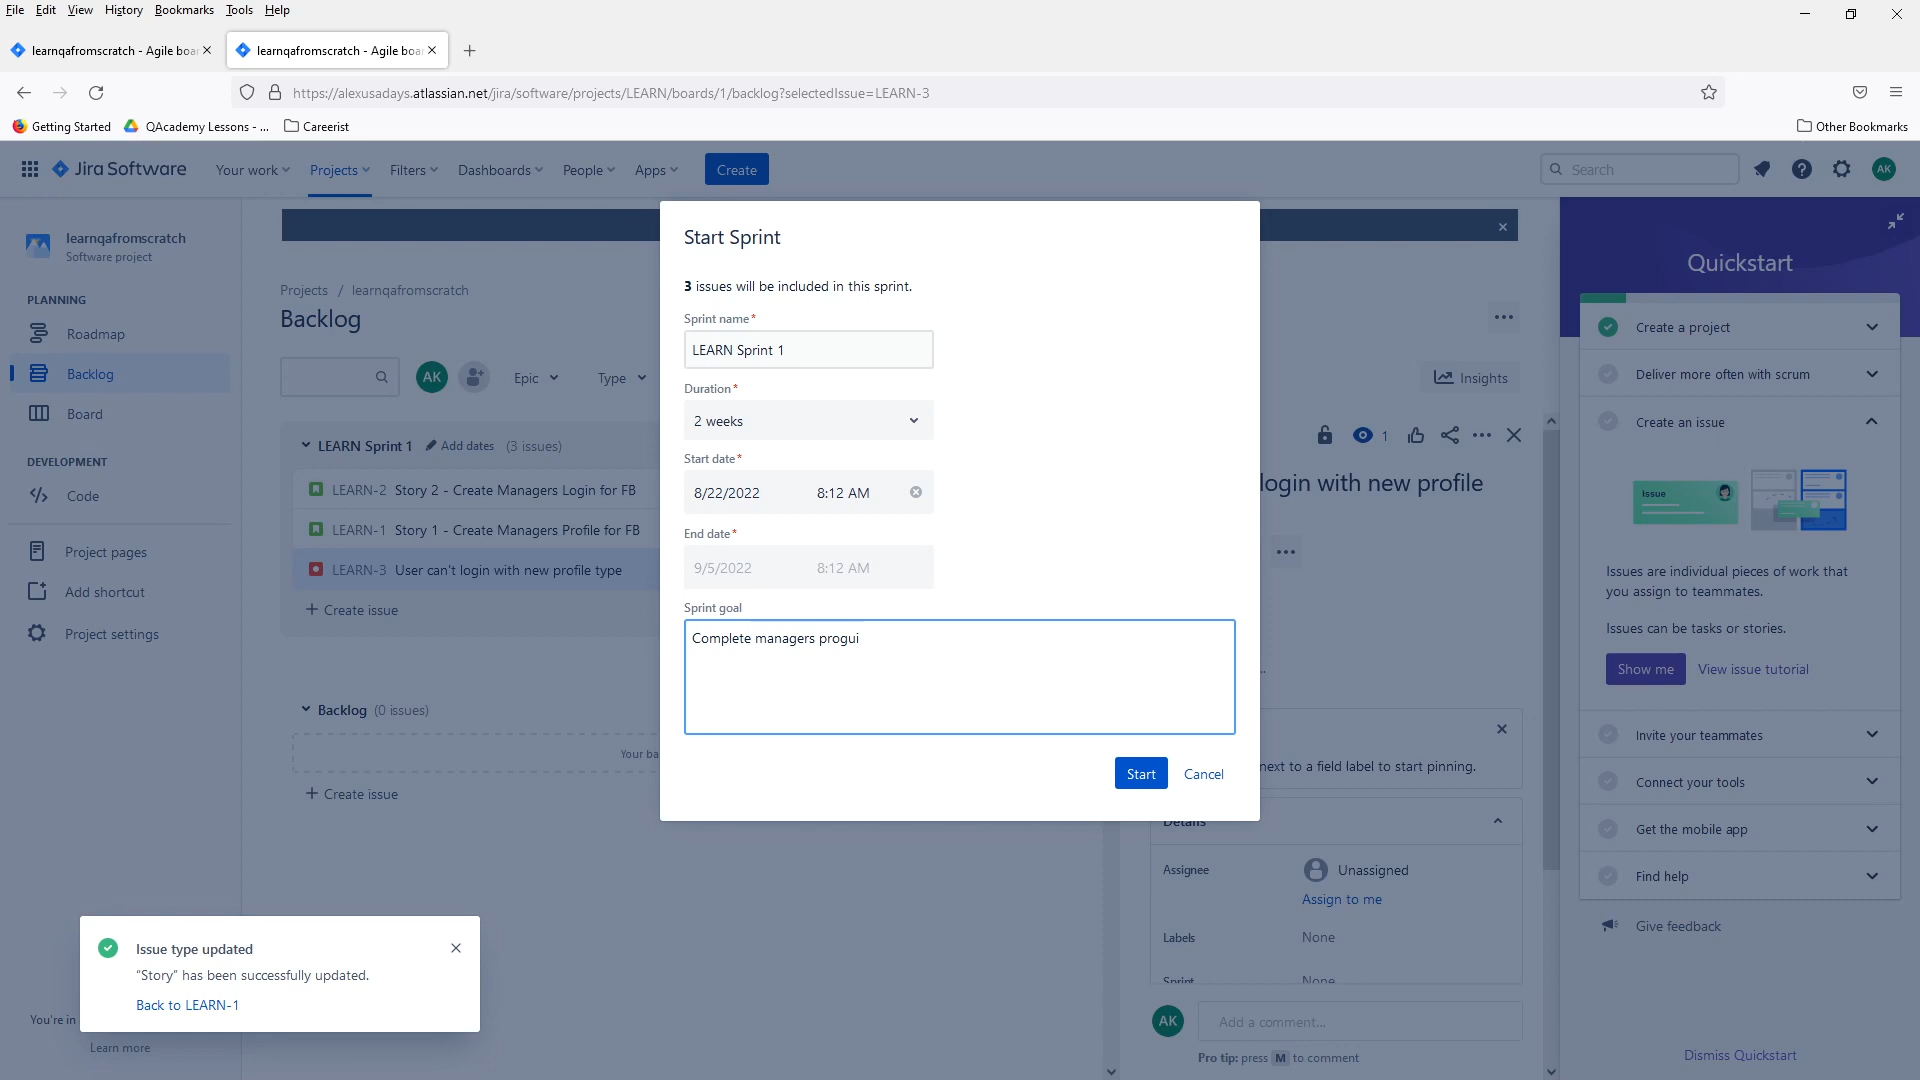 File Edit View History Bookmarks Tools Help
learnqafromscratch - Agile boar
learnqafromscratch - Agile boar
https://alexusadays.atlassian.net/jira/software/projects/LEARN/boards/1/backlog?selectedIssue=LEARN-3
Getting Started QAcademy Lessons - ... Careerist Other Bookmarks
Jira Software Your work Projects Filters Dashboards People Apps Create Search AK
learnqafromscratch
Software project
PLANNING
Roadmap
Backlog
Board
DEVELOPMENT
Code
Project pages
Add shortcut
Project settings
You're in
Learn more
Projects / learnqafromscratch
Backlog
AK Epic Type
Insights
LEARN Sprint 1 Add dates (3 issues)
LEARN-2 Story 2 - Create Managers Login for FB
LEARN-1 Story 1 - Create Managers Profile for FB
LEARN-3 User can't login with new profile type
+ Create issue
Backlog (0 issues)
Your ba
+ Create issue
Start Sprint
3 issues will be included in this sprint.
Sprint name*
LEARN Sprint 1
Duration*
2 weeks
Start date*
8/22/2022 8:12 AM
End date*
9/5/2022 8:12 AM
Sprint goal
Complete managers progui
Start Cancel
1
login with new profile
next to a field label to start pinning.
Details
Assignee Unassigned
Assign to me
Labels None
Sprint None
AK Add a comment...
Pro tip: press M to comment
Quickstart
Create a project
Deliver more often with scrum
Create an issue
Issue
Issues are individual pieces of work that
you assign to teammates.
Issues can be tasks or stories.
Show me View issue tutorial
Invite your teammates
Connect your tools
Get the mobile app
Find help
Give feedback
Dismiss Quickstart
Issue type updated
“Story” has been successfully updated.
Back to LEARN-1